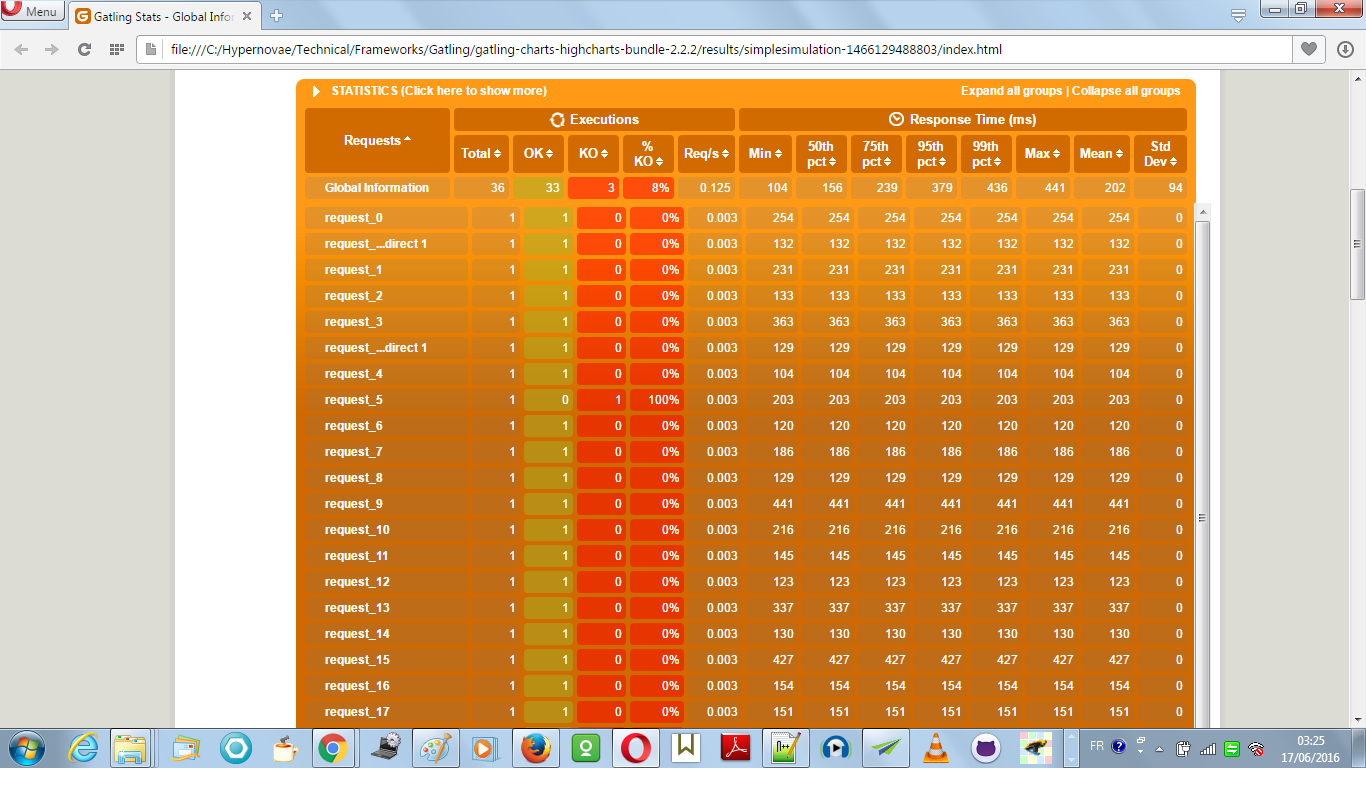 Menu
Gatling Stats - Global Infor
file:///C:/Hypernovae/Technical/Frameworks/Gatling/gatling-charts-highcharts-bundle-2.2.2/results/simplesimulation-1466129488803/index.html
STATISTICS (Click here to show more) Expand all groups | Collapse all groups
Requests Executions Response Time (ms)
Total OK KO % KO Req/s Min 50th pct 75th pct 95th pct 99th pct Max Mean Std Dev
Global Information 36 33 3 8% 0.125 104 156 239 379 436 441 202 94
request_0 1 1 0 0% 0.003 254 254 254 254 254 254 254 0
request_...direct 1 1 1 0 0% 0.003 132 132 132 132 132 132 132 0
request_1 1 1 0 0% 0.003 231 231 231 231 231 231 231 0
request_2 1 1 0 0% 0.003 133 133 133 133 133 133 133 0
request_3 1 1 0 0% 0.003 363 363 363 363 363 363 363 0
request_...direct 1 1 1 0 0% 0.003 129 129 129 129 129 129 129 0
request_4 1 1 0 0% 0.003 104 104 104 104 104 104 104 0
request_5 1 0 1 100% 0.003 203 203 203 203 203 203 203 0
request_6 1 1 0 0% 0.003 120 120 120 120 120 120 120 0
request_7 1 1 0 0% 0.003 186 186 186 186 186 186 186 0
request_8 1 1 0 0% 0.003 129 129 129 129 129 129 129 0
request_9 1 1 0 0% 0.003 441 441 441 441 441 441 441 0
request_10 1 1 0 0% 0.003 216 216 216 216 216 216 216 0
request_11 1 1 0 0% 0.003 145 145 145 145 145 145 145 0
request_12 1 1 0 0% 0.003 123 123 123 123 123 123 123 0
request_13 1 1 0 0% 0.003 337 337 337 337 337 337 337 0
request_14 1 1 0 0% 0.003 130 130 130 130 130 130 130 0
request_15 1 1 0 0% 0.003 427 427 427 427 427 427 427 0
request_16 1 1 0 0% 0.003 154 154 154 154 154 154 154 0
request_17 1 1 0 0% 0.003 151 151 151 151 151 151 151 0
FR 03:25
17/06/2016